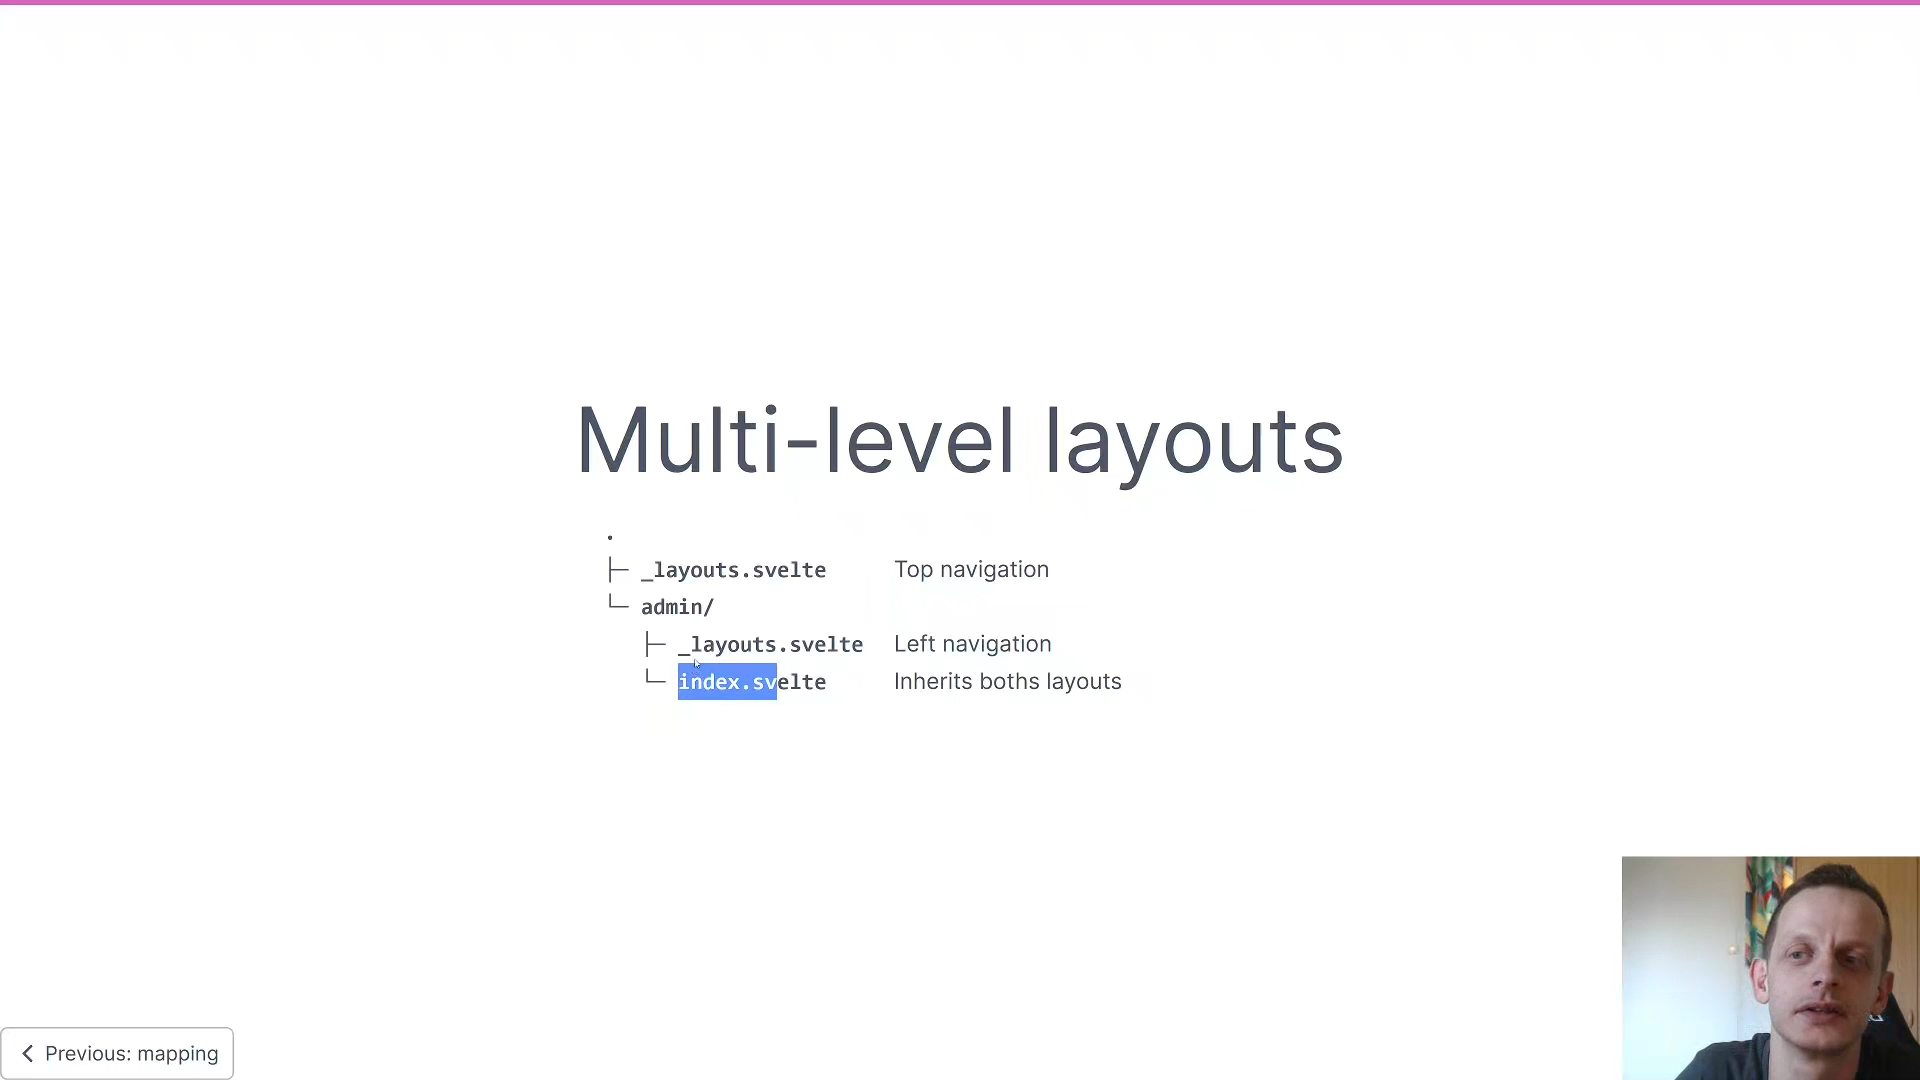 Multi-level layouts
.
├─ _layouts.svelte Top navigation
└─ admin/
├─ _layouts.svelte Left navigation
└─ index.svelte Inherits boths layouts
Previous: mapping